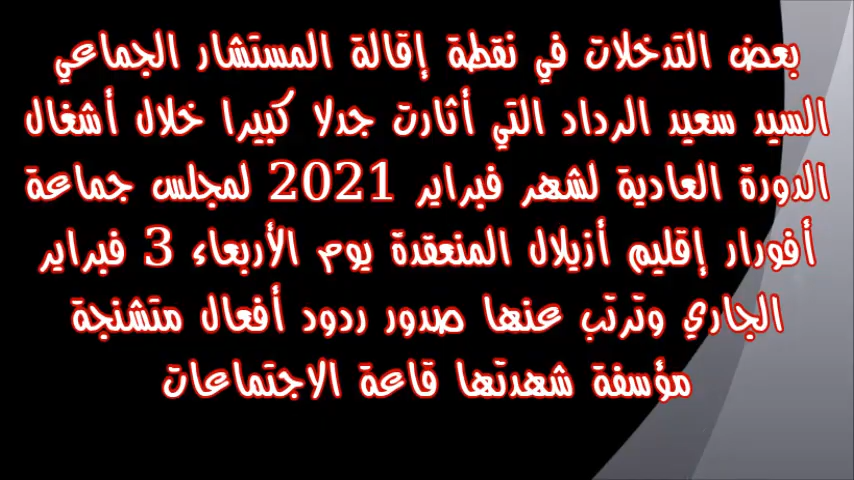 بعض التدخلات في نقطة إقالة المستشار الجماعي
السيد سعيد الرداد التي أثارت جدلا كبيرا خلال أشغال
الدورة العادية لشهر فبراير 2021 لمجلس جماعة
أفورار إقليم أزيلال المنعقدة يوم الأربعاء 3 فبراير
الجاري وترتب عنها صدور ردود أفعال متشنجة
مؤسفة شهدتها قاعة الاجتماعات